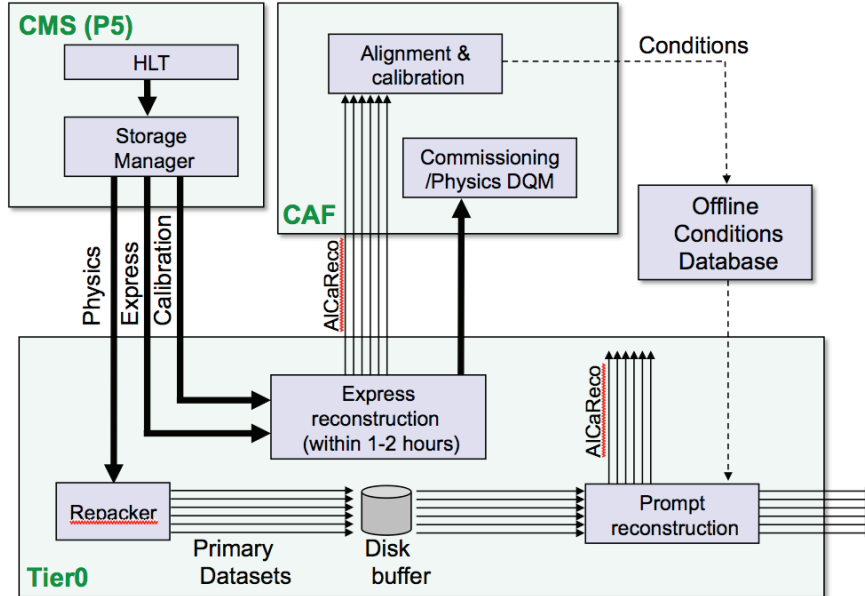 CMS (P5)
HLT
Storage
Manager
Physics
Express
Calibration
CAF
Alignment &
calibration
Commissioning
/Physics DQM
AlCaReco
Conditions
Offline
Conditions
Database
Express
reconstruction
(within 1-2 hours)
AlCaReco
Repacker
Primary
Datasets
Disk
buffer
Prompt
reconstruction
Tier0